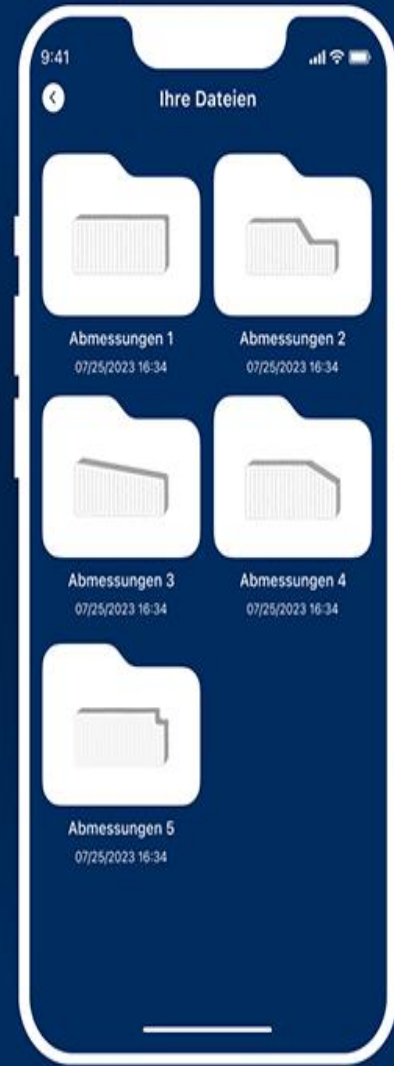 9:41
Ihre Dateien
Abmessungen 1
07/25/2023 16:34
Abmessungen 2
07/25/2023 16:34
Abmessungen 3
07/25/2023 16:34
Abmessungen 4
07/25/2023 16:34
Abmessungen 5
07/25/2023 16:34